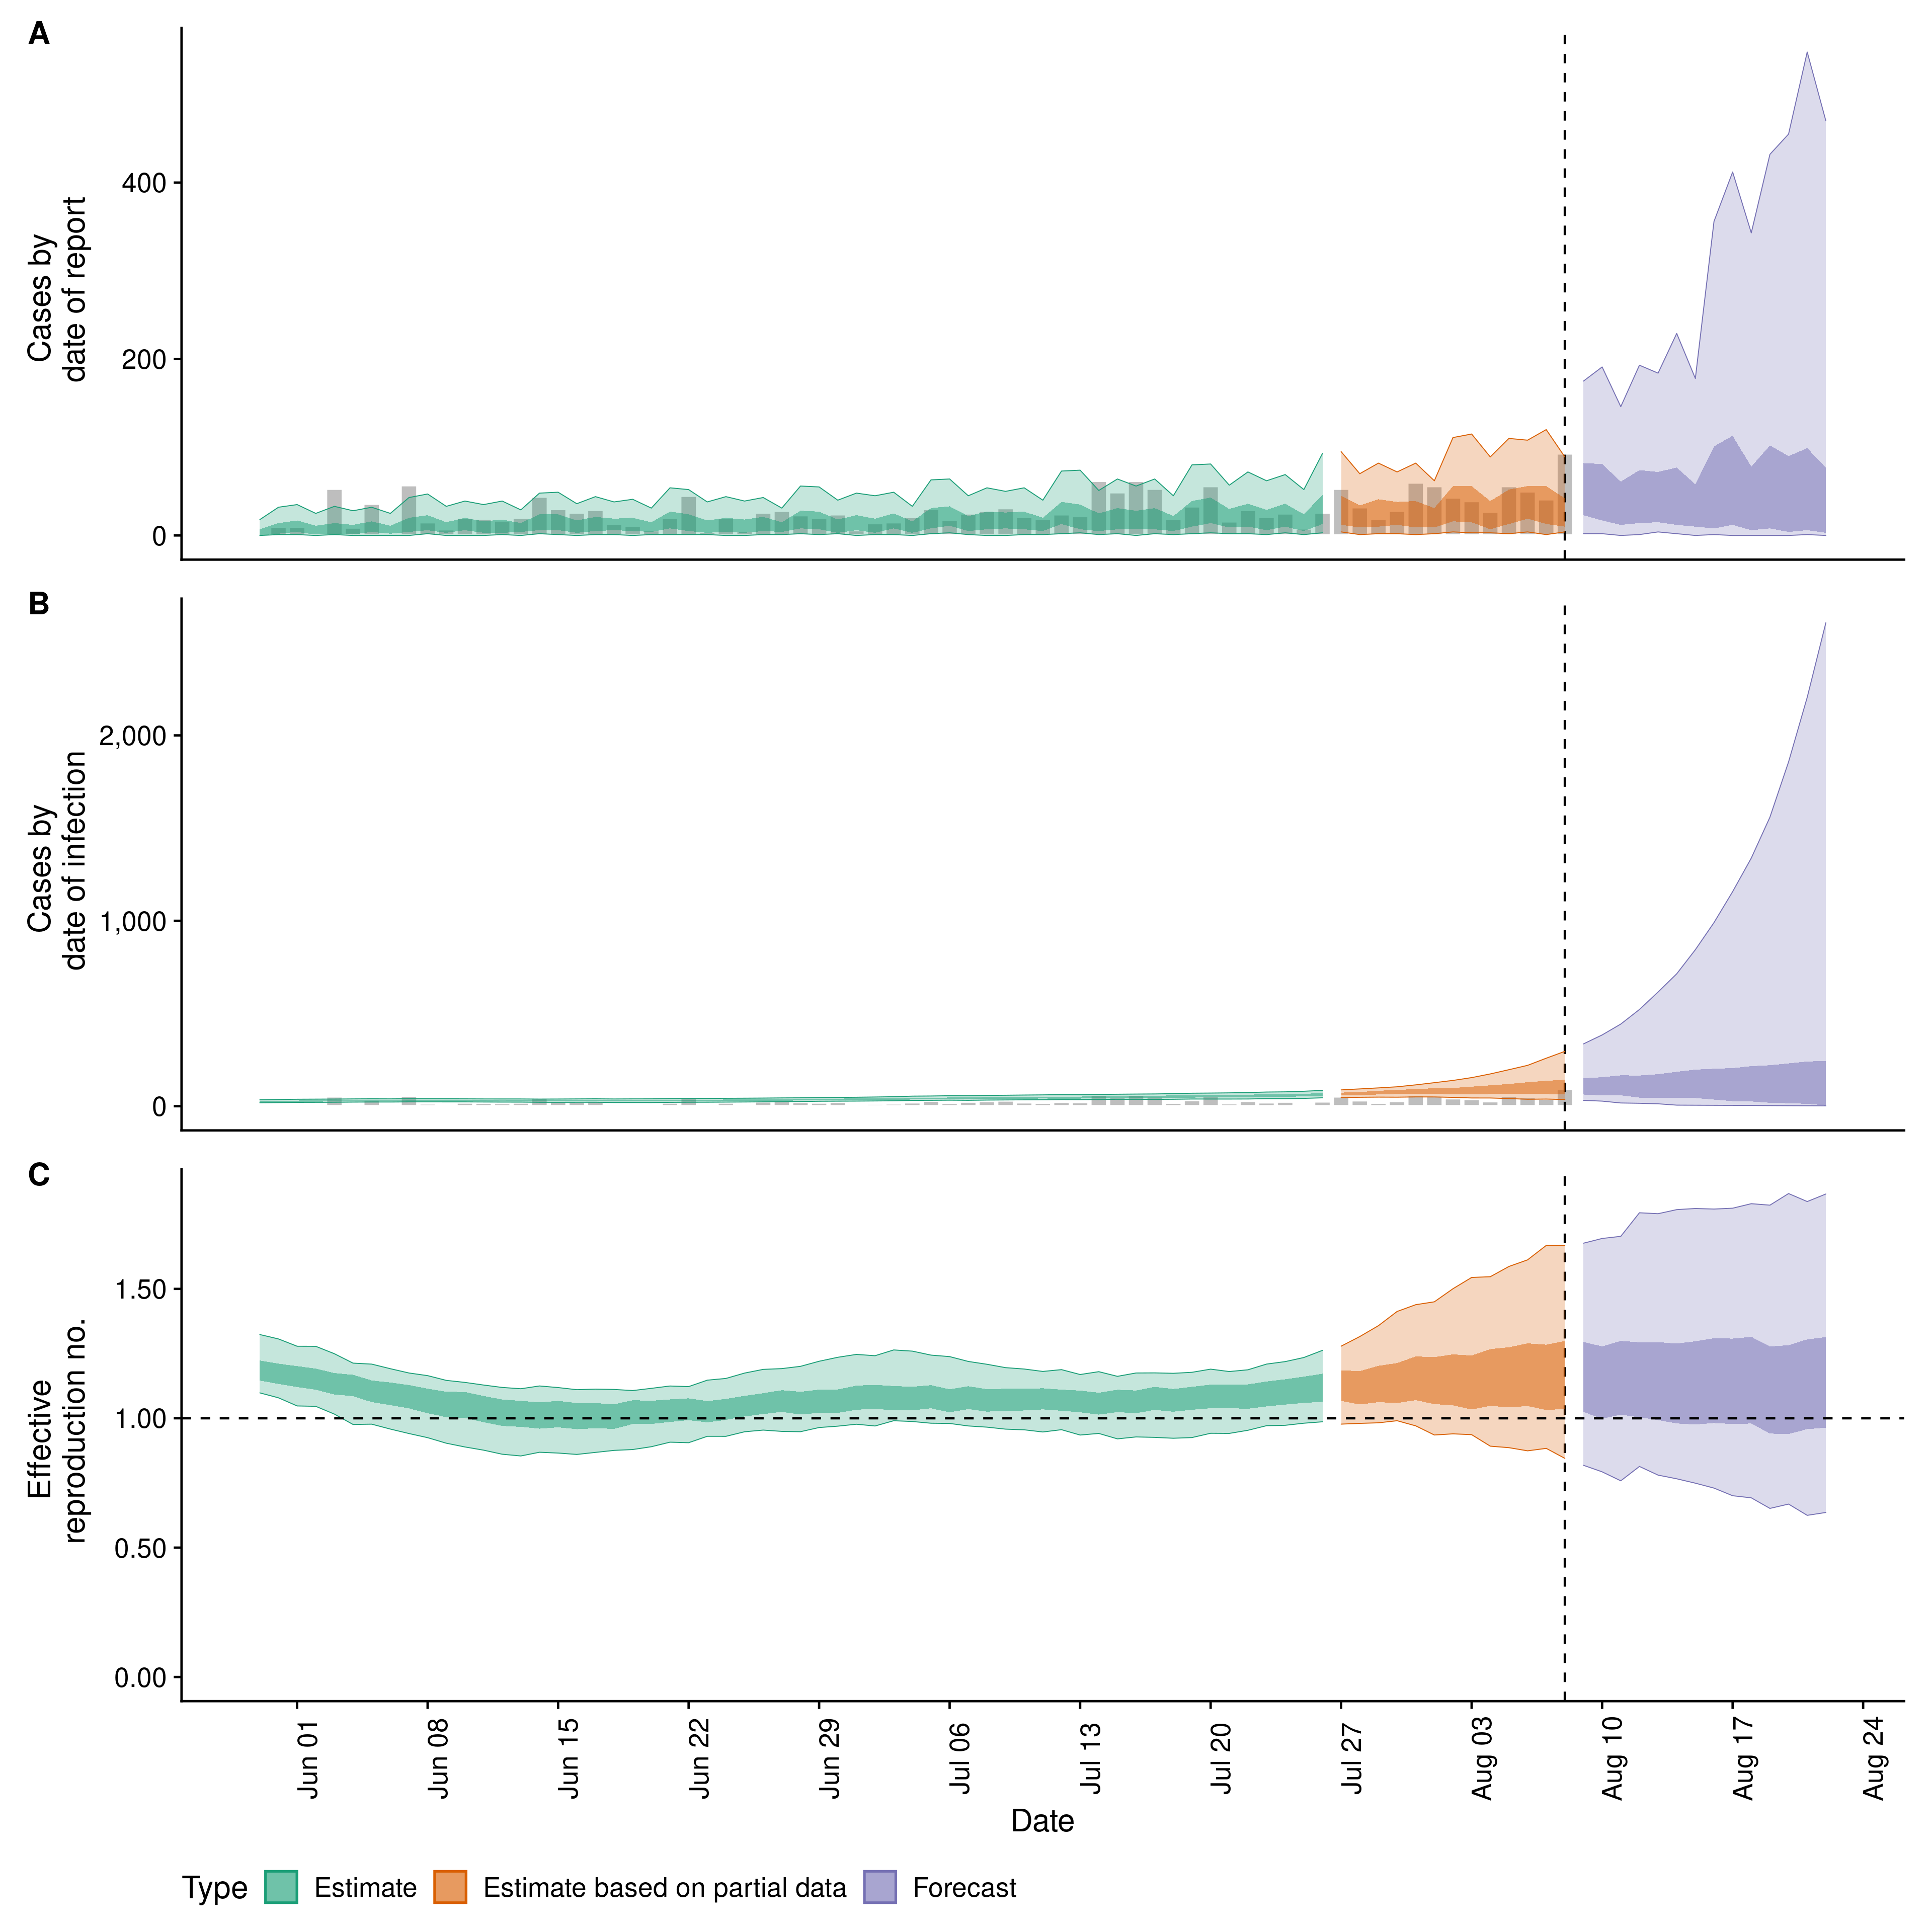 A
Cases by
date of report
400
200
0
B
Cases by
date of infection
2,000
1,000
0
C
Effective
reproduction no.
1.50
1.00
0.50
0.00
Jun 01
Jun 08
Jun 15
Jun 22
Jun 29
Jul 06
Jul 13
Jul 20
Jul 27
Aug 03
Aug 10
Aug 17
Aug 24
Date
Type Estimate Estimate based on partial data Forecast